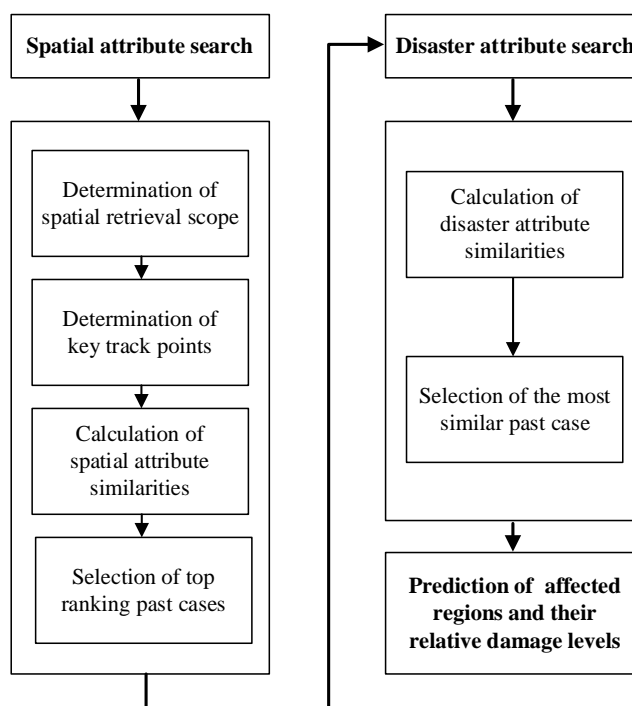 Spatial attribute search
Determination of
spatial retrieval scope
Determination of
key track points
Calculation of
spatial attribute
similarities
Selection of top
ranking past cases
Disaster attribute search
Calculation of
disaster attribute
similarities
Selection of the most
similar past case
Prediction of affected
regions and their
relative damage levels